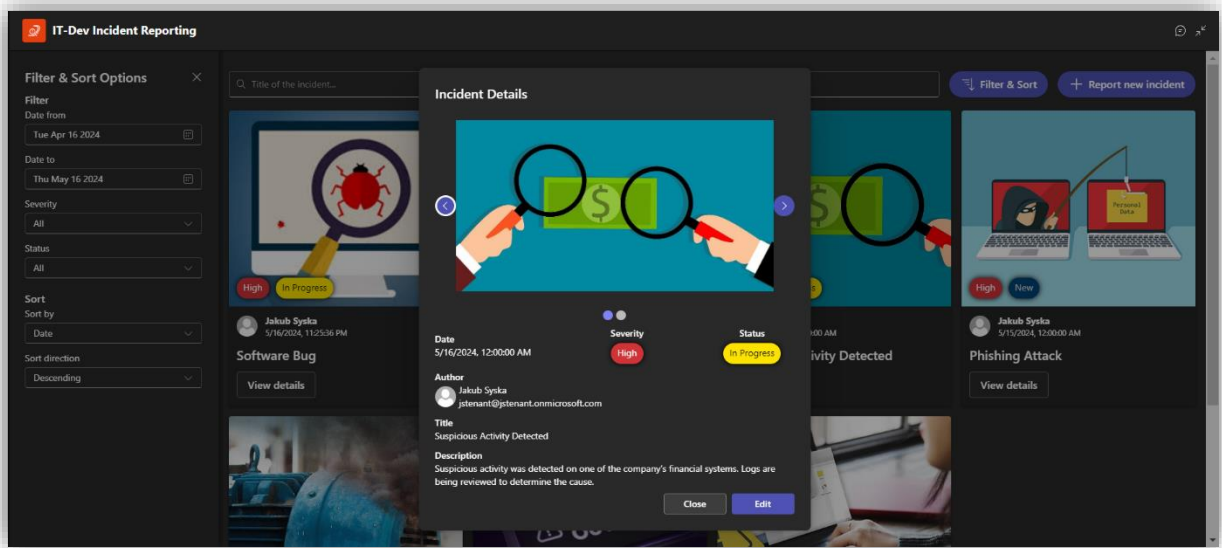 IT-Dev Incident Reporting
Filter & Sort Options
Filter
Date from
Tue Apr 16 2024
Date to
Thu May 16 2024
Severity
All
Status
All
Sort
Sort by
Date
Sort direction
Descending
Title of the incident...
Filter & Sort
Report new incident
High In Progress
Jakub Syska
5/16/2024, 11:25:36 PM
Software Bug
View details
Incident Details
$
Date
5/16/2024, 12:00:00 AM
Severity
High
Status
In Progress
Author
Jakub Syska
jstenant@jstenant.onmicrosoft.com
Title
Suspicious Activity Detected
Description
Suspicious activity was detected on one of the company's financial systems. Logs are
being reviewed to determine the cause.
Close Edit
$
:00 AM
ivity Detected
Personal
Data
High New
Jakub Syska
5/15/2024, 12:00:00 AM
Phishing Attack
View details